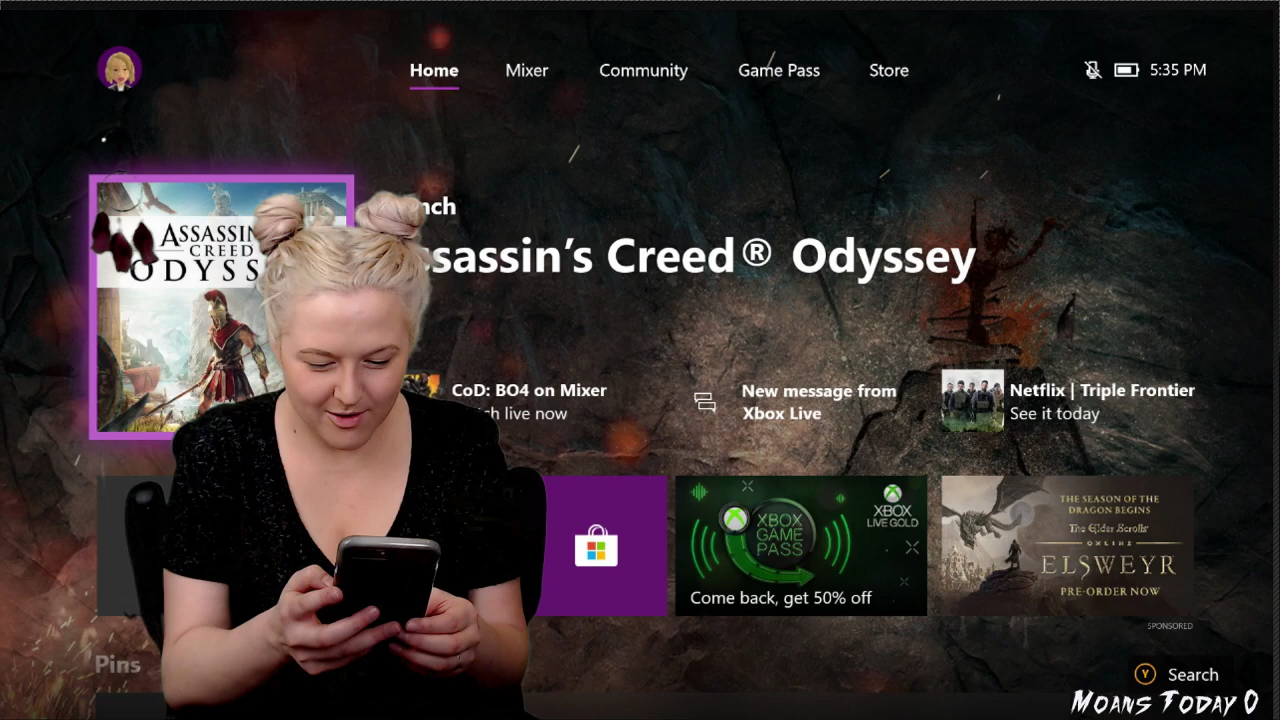 Home
Mixer
Community
Game Pass
Store
5:35 PM
ASSASSIN
CREED
ODYSS
nch
ssassin's Creed® Odyssey
CoD: BO4 on Mixer
ch live now
New message from
Xbox Live
Netflix | Triple Frontier
See it today
XBOX
GAME
PASS
XBOX
LIVE GOLD
Come back, get 50% off
THE SEASON OF THE
DRAGON BEGINS
The Elder Scrolls
ONLINE
ELSWEYR
PRE-ORDER NOW
SPONSORED
Pins
Y Search
MOANS TODAY 0